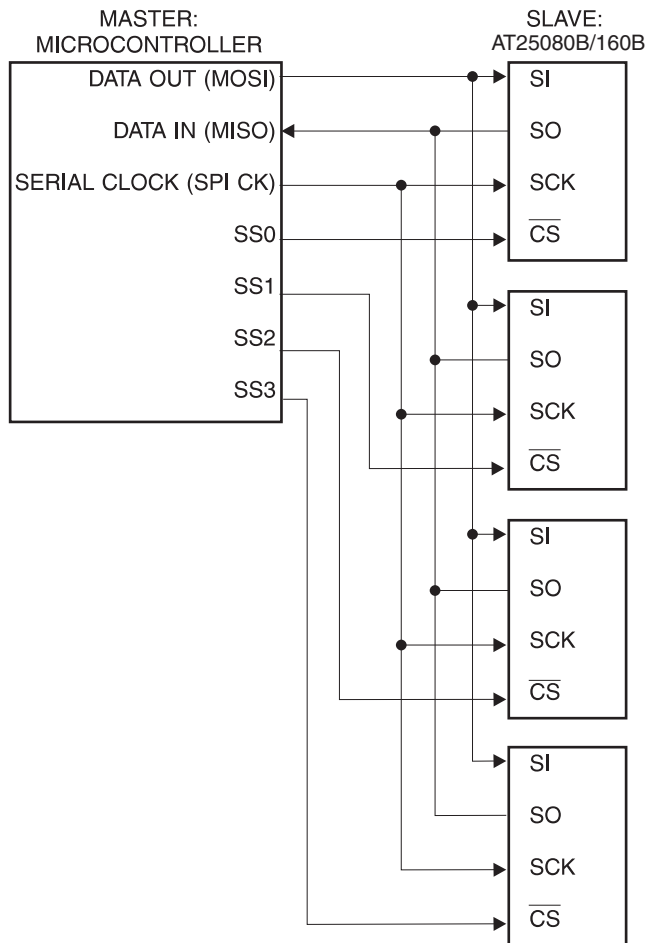 MASTER:
MICROCONTROLLER
SLAVE:
AT25080B/160B
DATA OUT (MOSI)
DATA IN (MISO)
SERIAL CLOCK (SPI CK)
SS0
SS1
SS2
SS3
SI
SO
SCK
CS
SI
SO
SCK
CS
SI
SO
SCK
CS
SI
SO
SCK
CS